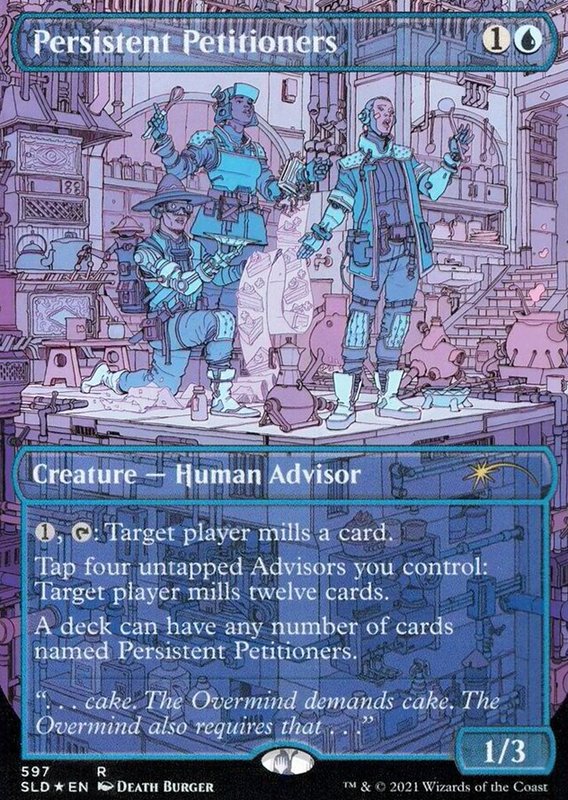 Persistent Petitioners 1
Creature — Human Advisor
1, : Target player mills a card.
Tap four untapped Advisors you control:
Target player mills twelve cards.
A deck can have any number of cards
named Persistent Petitioners.
“. . . cake. The Overmind demands cake. The
Overmind also requires that . . .”
1/3
597 R
SLD ★ EN DEATH BURGER
™ & © 2021 Wizards of the Coast